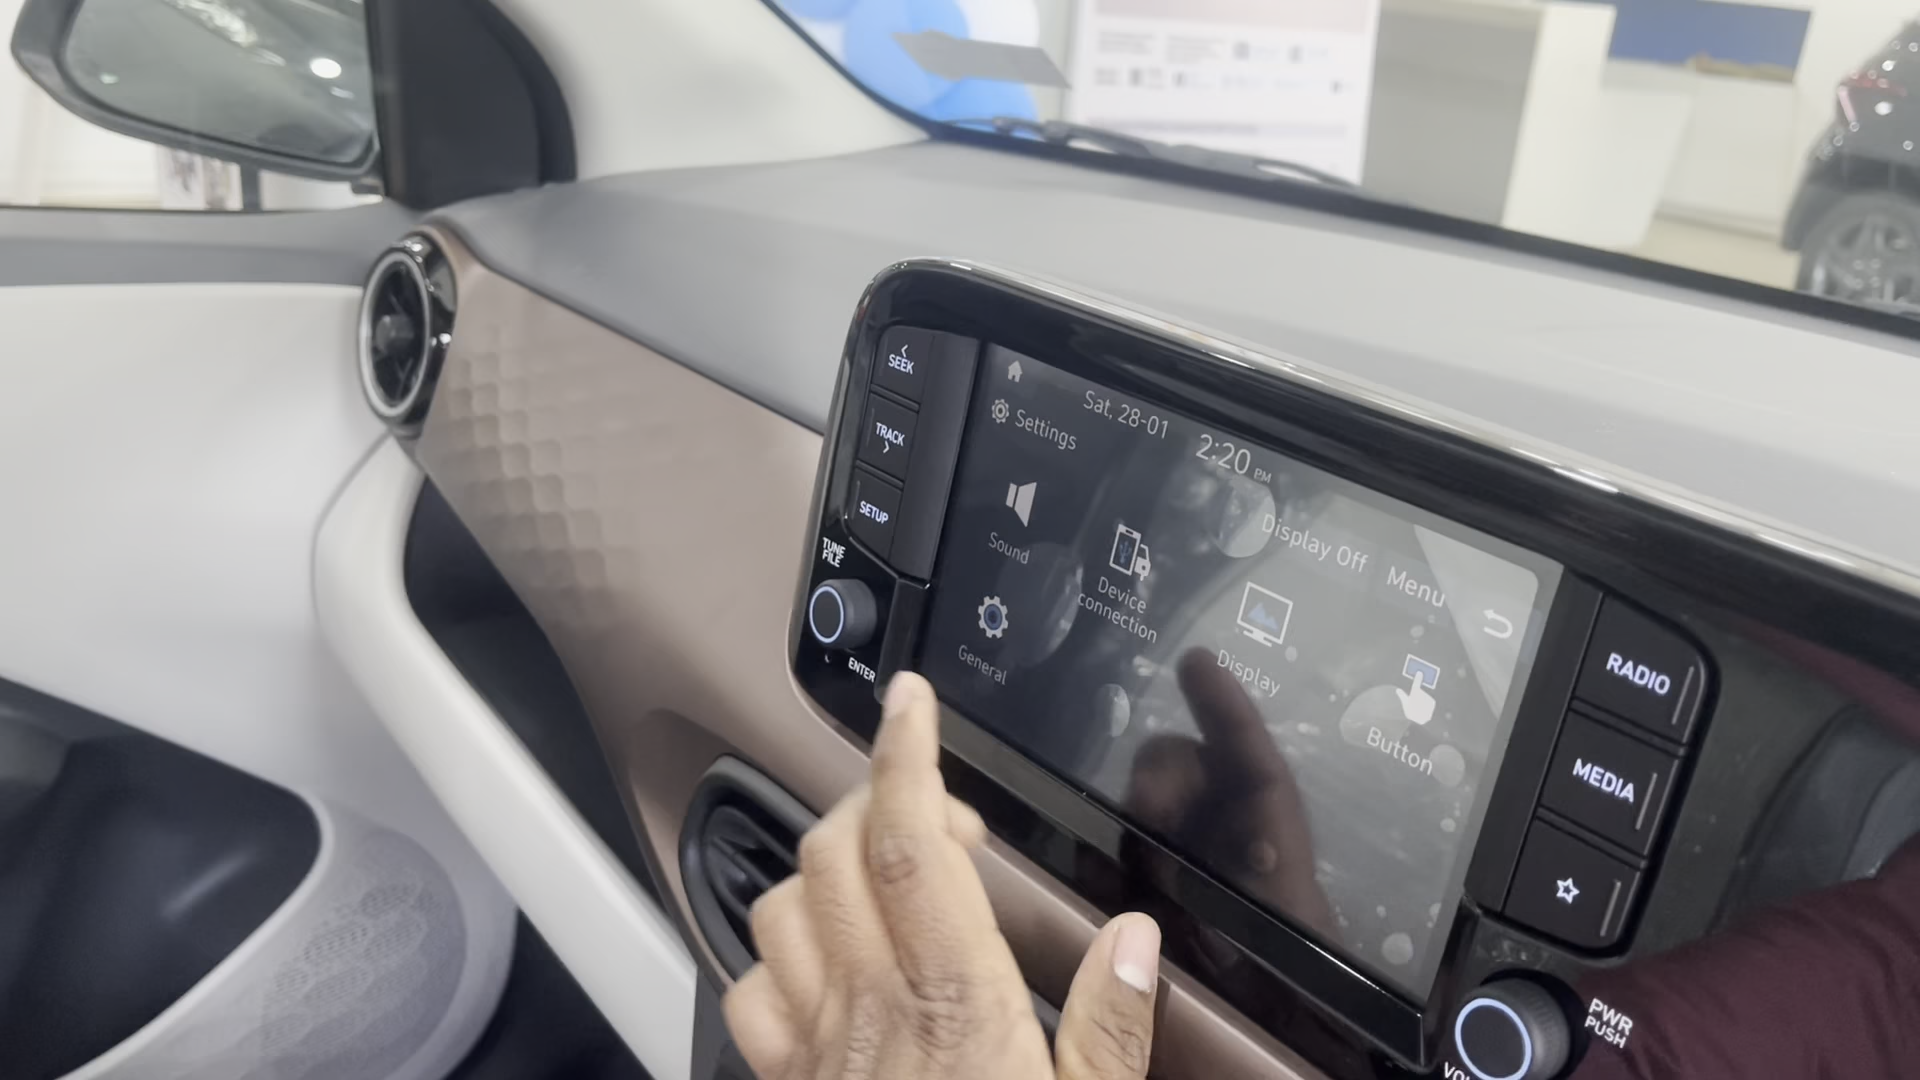 SEEK
TRACK
SETUP
TUNE
FILE
ENTER
Sat, 28-01
2:20 PM
Settings
Display Off
Menu
Sound
Device
connection
Display
Button
General
RADIO
MEDIA
PWR
PUSH